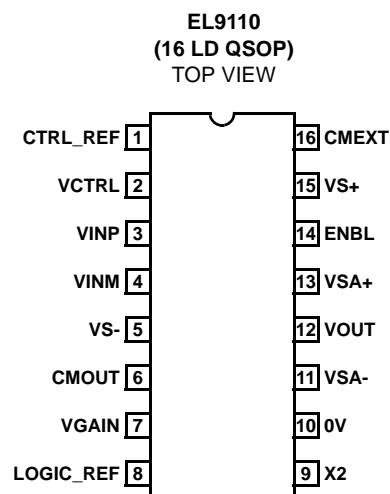 EL9110
(16 LD QSOP)
TOP VIEW
CTRL_REF 1 16 CMEXT
VCTRL 2 15 VS+
VINP 3 14 ENBL
VINM 4 13 VSA+
VS- 5 12 VOUT
CMOUT 6 11 VSA-
VGAIN 7 10 0V
LOGIC_REF 8 9 X2